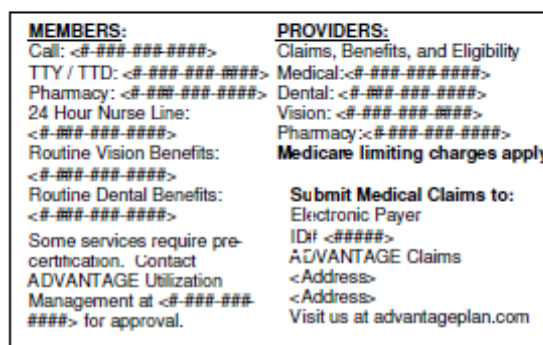 MEMBERS:
Call: <#-###-###-####>
TTY / TTD: <#-###-###-####>
Pharmacy: <#-###-###-####>
24 Hour Nurse Line:
<#-###-###-####>
Routine Vision Benefits:
<#-###-###-####>
Routine Dental Benefits:
<#-###-###-####>
Some services require pre-
certification. Contact
ADVANTAGE Utilization
Management at <#-###-###-
####> for approval.
PROVIDERS:
Claims, Benefits, and Eligibility
Medical:<#-###-###-####>
Dental: <#-###-###-####>
Vision: <#-###-###-####>
Pharmacy:<#-###-###-####>
Medicare limiting charges apply
Submit Medical Claims to:
Electronic Payer
ID# <#####>
ADVANTAGE Claims
<Address>
<Address>
Visit us at advantageplan.com